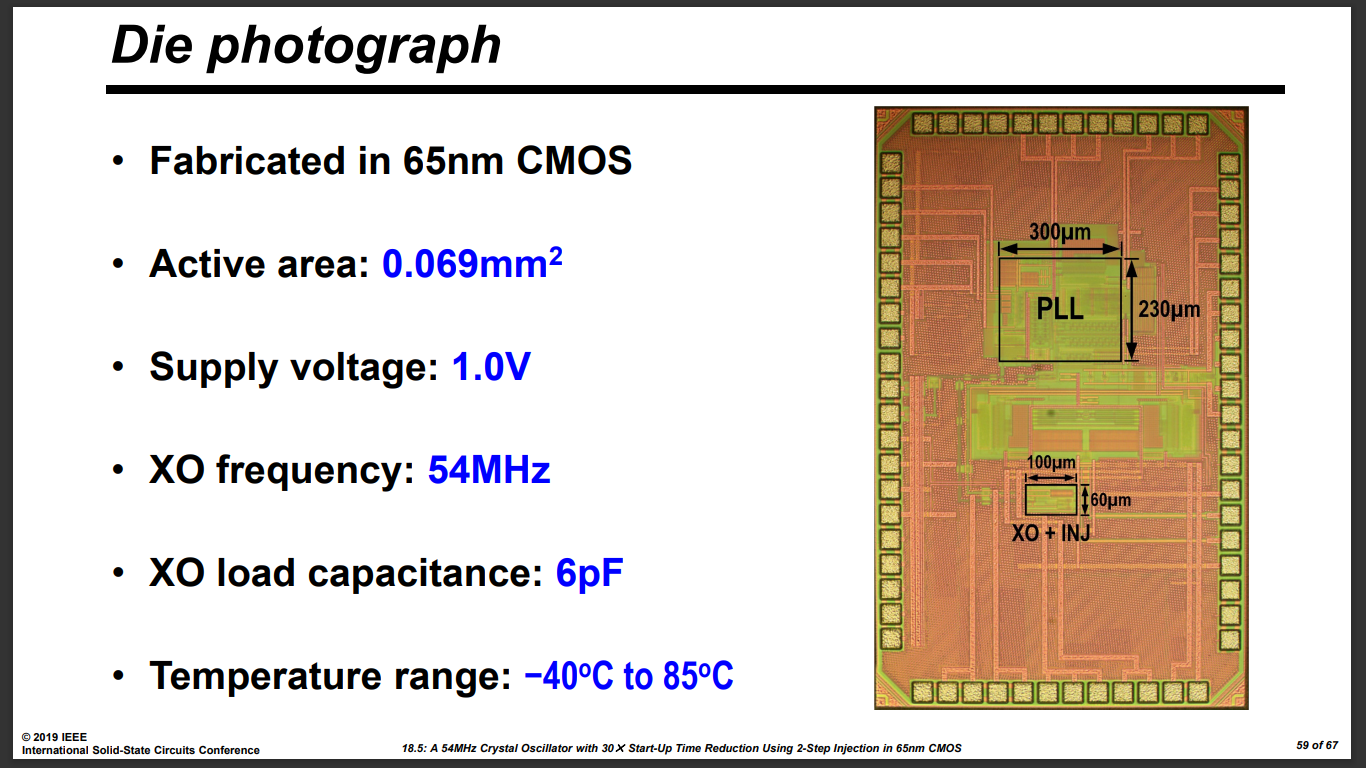 Die photograph
• Fabricated in 65nm CMOS
• Active area: 0.069mm²
• Supply voltage: 1.0V
• XO frequency: 54MHz
• XO load capacitance: 6pF
• Temperature range: −40ᵒC to 85ᵒC
300µm
PLL
230µm
100µm
60µm
XO + INJ
© 2019 IEEE
International Solid-State Circuits Conference
18.5: A 54MHz Crystal Oscillator with 30✕ Start-Up Time Reduction Using 2-Step Injection in 65nm CMOS
59 of 67